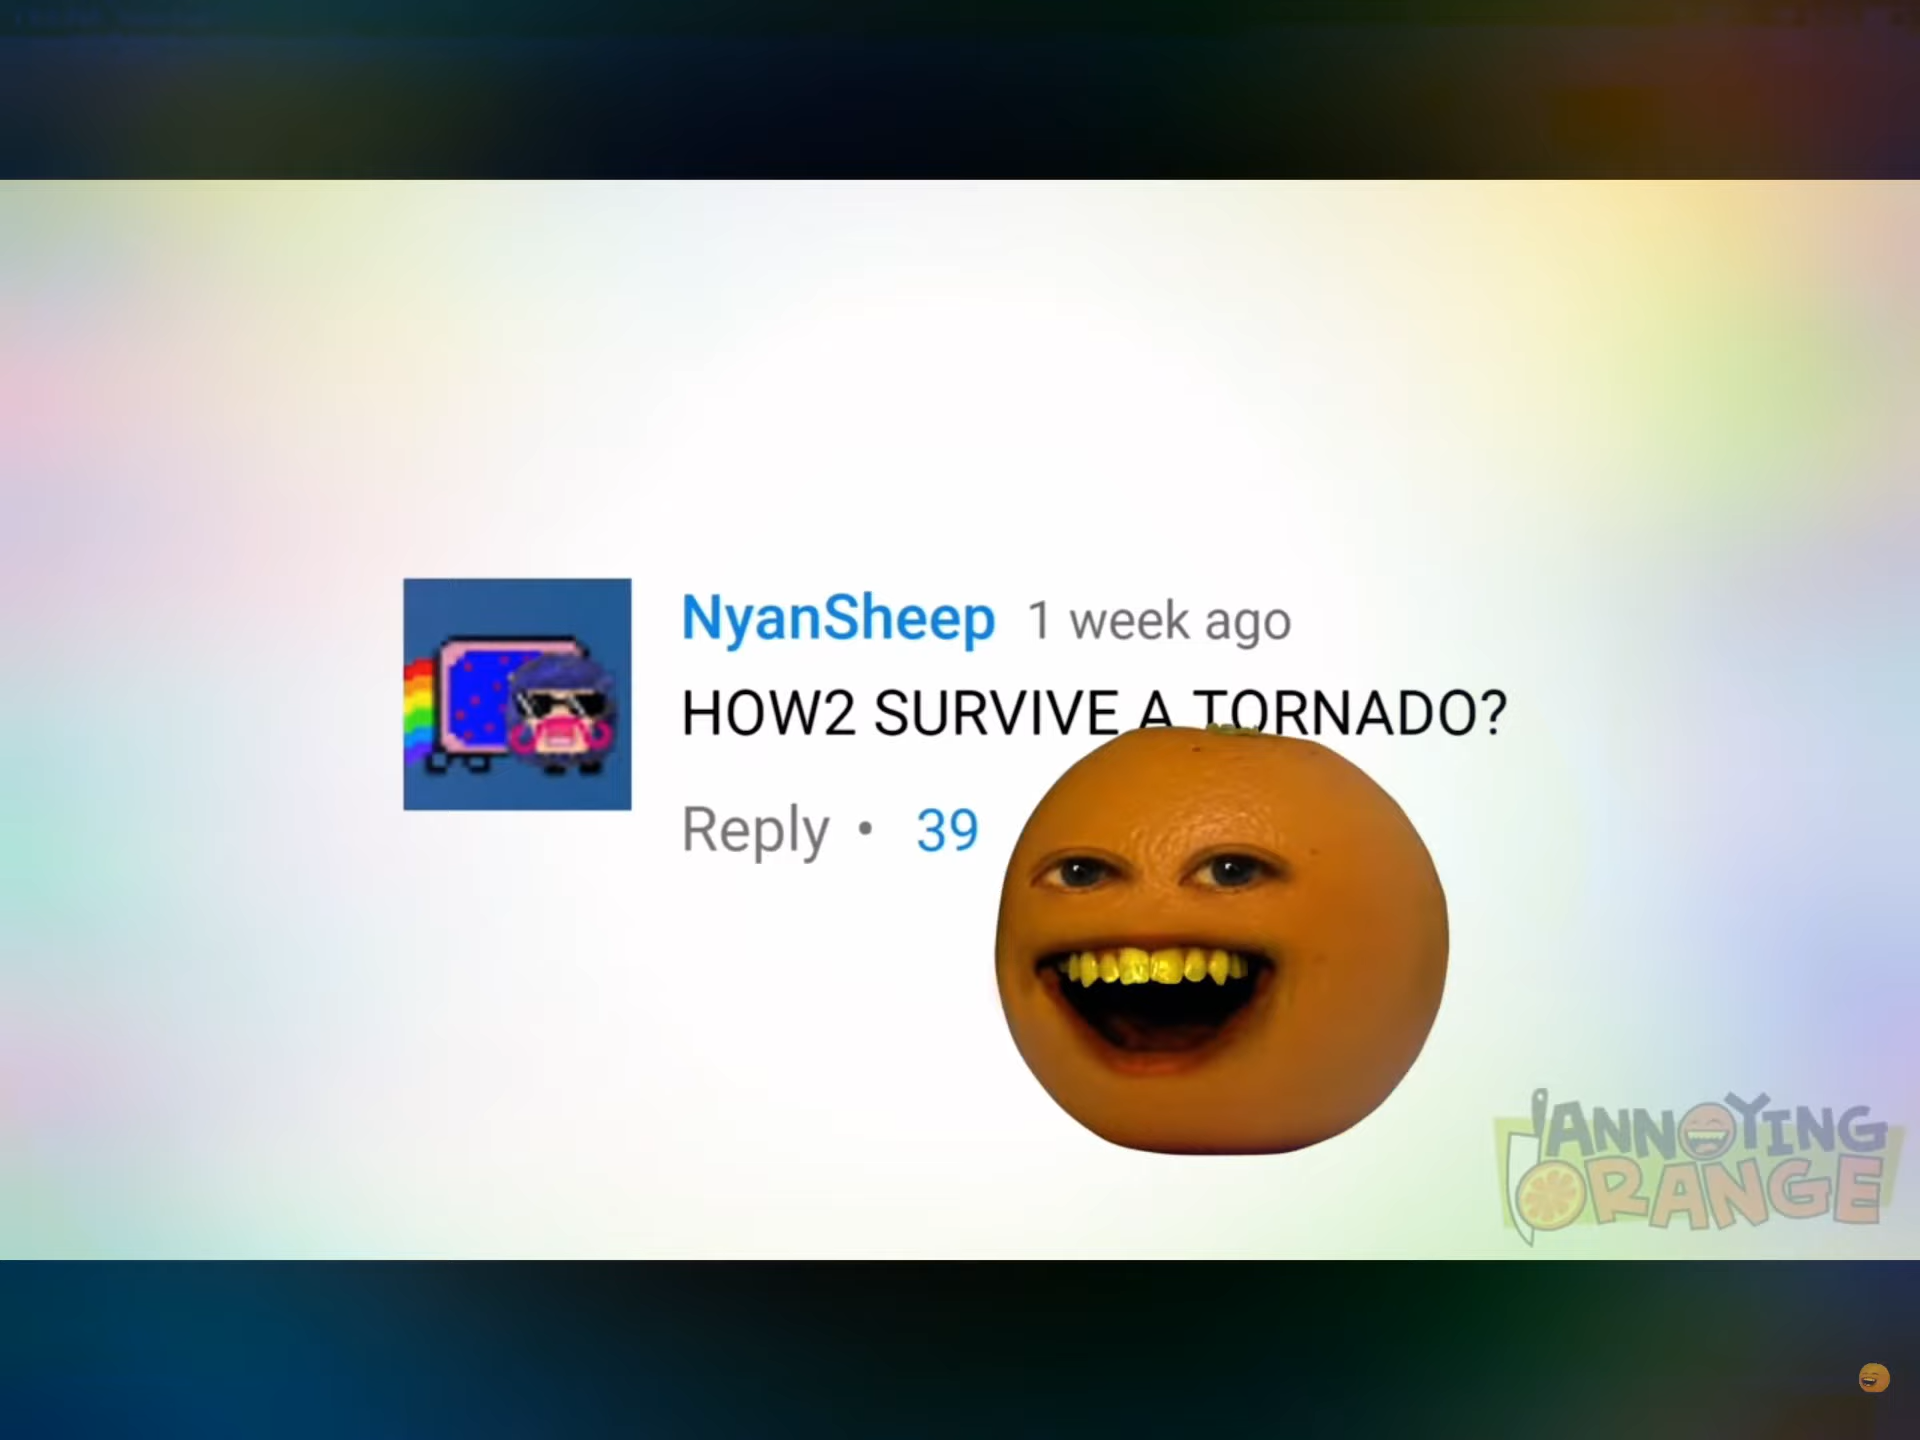 NyanSheep 1 week ago
HOW2 SURVIVE A TORNADO?
Reply • 39
ANNOYING
ORANGE